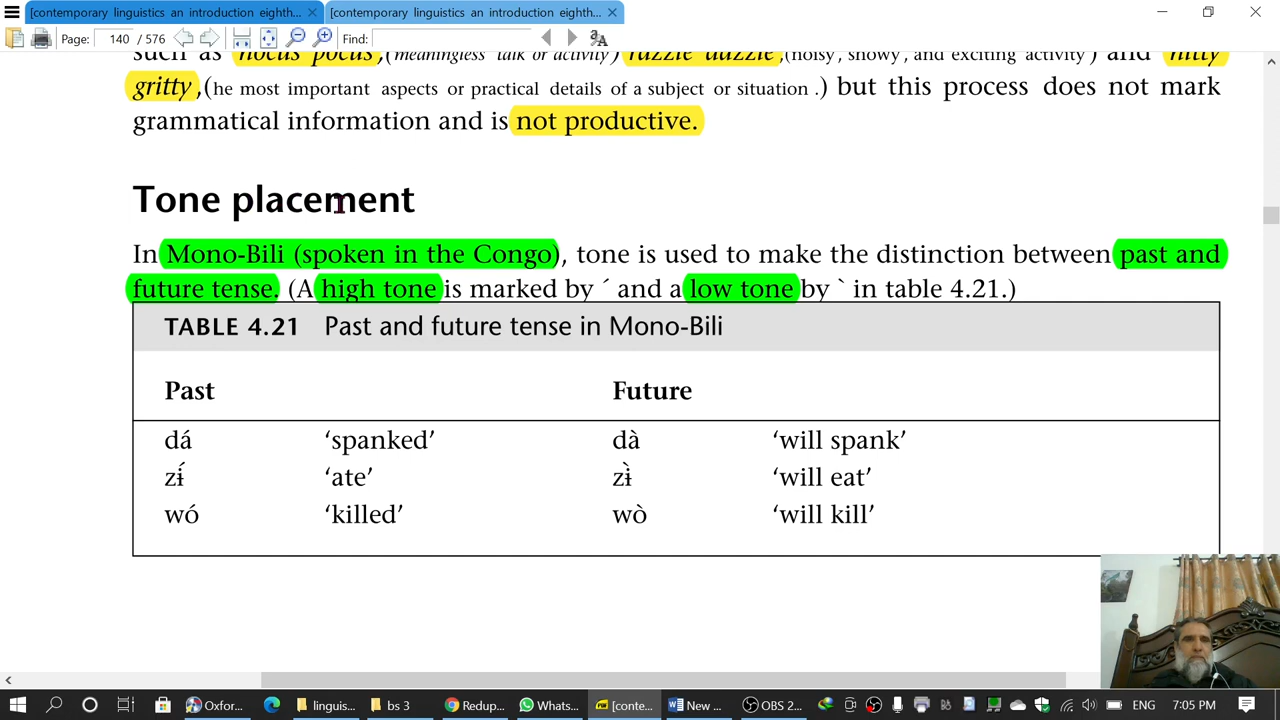 [contemporary linguistics an introduction eighth... [contemporary linguistics an introduction eighth...
Page: 140 / 576 Find:
such as hocus pocus,(meaningless talk or activity) razzle dazzle,(noisy, showy, and exciting activity) and nitty
gritty,(he most important aspects or practical details of a subject or situation .) but this process does not mark
grammatical information and is not productive.
Tone placement
In Mono-Bili (spoken in the Congo), tone is used to make the distinction between past and
future tense. (A high tone is marked by ´ and a low tone by ` in table 4.21.)
TABLE 4.21 Past and future tense in Mono-Bili
Past Future
dá ‘spanked’ dà ‘will spank’
zɨ́ ‘ate’ zɨ̀ ‘will eat’
wó ‘killed’ wò ‘will kill’
Oxfor... linguis... bs 3 Redup... Whats... [conte... New ... OBS 2... ENG 7:05 PM